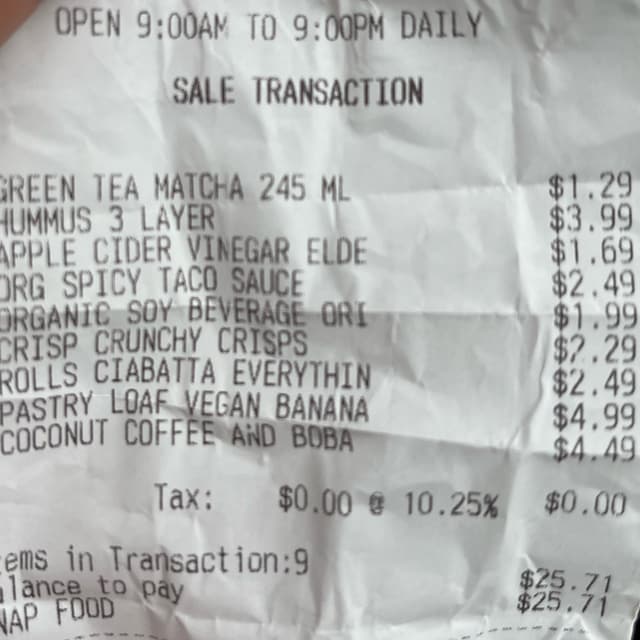 OPEN 9:00AM TO 9:00PM DAILY
SALE TRANSACTION
GREEN TEA MATCHA 245 ML $1.29
HUMMUS 3 LAYER $3.99
APPLE CIDER VINEGAR ELDE $1.69
ORG SPICY TACO SAUCE $2.49
ORGANIC SOY BEVERAGE ORI $1.99
CRISP CRUNCHY CRISPS $2.29
ROLLS CIABATTA EVERYTHIN $2.49
PASTRY LOAF VEGAN BANANA $4.99
COCONUT COFFEE AND BOBA $4.49
Tax: $0.00 @ 10.25% $0.00
ems in Transaction:9
lance to pay $25.71
NAP FOOD $25.71